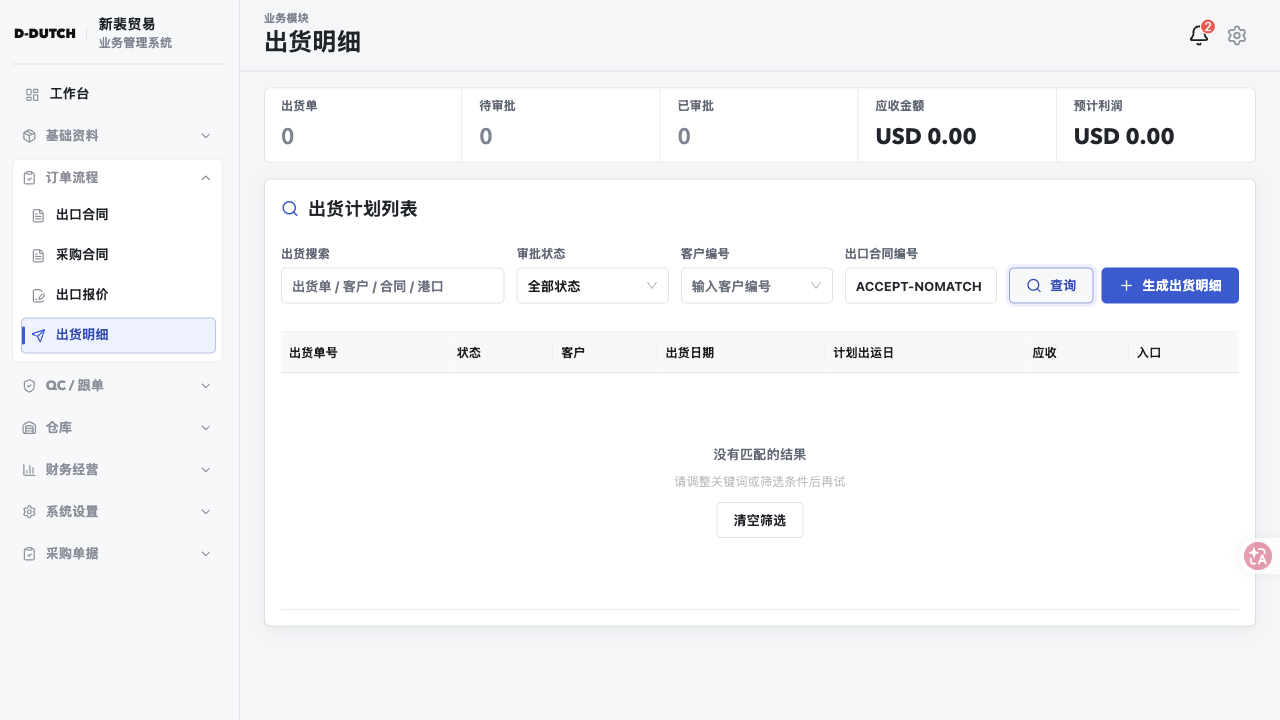 D-DUTCH
新裴贸易
业务管理系统
工作台
基础资料
订单流程
出口合同
采购合同
出口报价
出货明细
QC / 跟单
仓库
财务经营
系统设置
采购单据
业务模块
出货明细
2
出货单
0
待审批
0
已审批
0
应收金额
USD 0.00
预计利润
USD 0.00
出货计划列表
出货搜索
出货单 / 客户 / 合同 / 港口
审批状态
全部状态
客户编号
输入客户编号
出口合同编号
ACCEPT-NOMATCH
查询
生成出货明细
出货单号 状态 客户 出货日期 计划出运日 应收 入口
没有匹配的结果
请调整关键词或筛选条件后再试
清空筛选